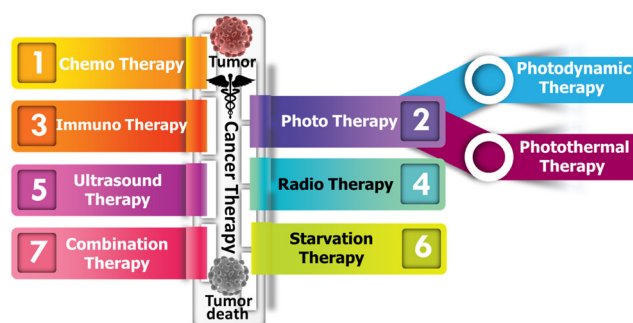 Tumor
1 Chemo Therapy
3 Immuno Therapy
5 Ultrasound
Therapy
7 Combination
Therapy
Cancer Therapy
Photo Therapy 2
Radio Therapy 4
Starvation
Therapy 6
Photodynamic
Therapy
Photothermal
Therapy
Tumor
death